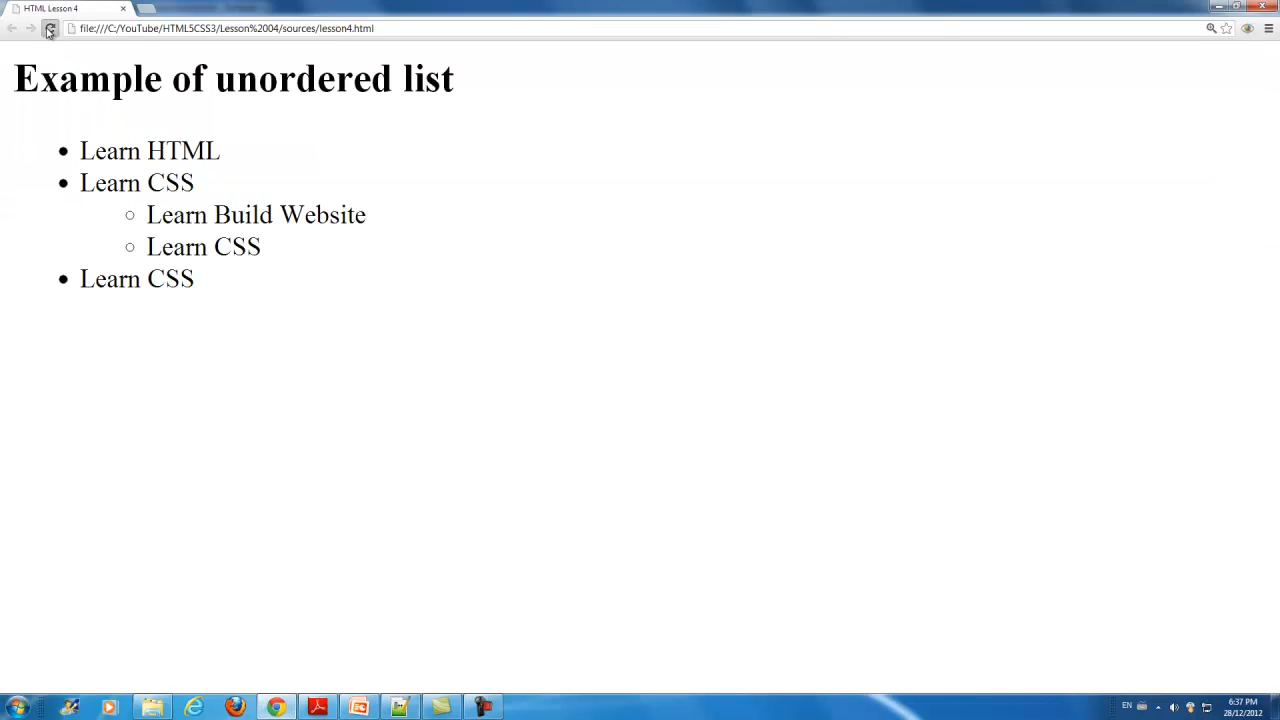 HTML Lesson 4
file:///C:/YouTube/HTML5CSS3/Lesson%2004/sources/lesson4.html
Example of unordered list
Learn HTML
Learn CSS
Learn Build Website
Learn CSS
Learn CSS
EN
6:37 PM
28/12/2012